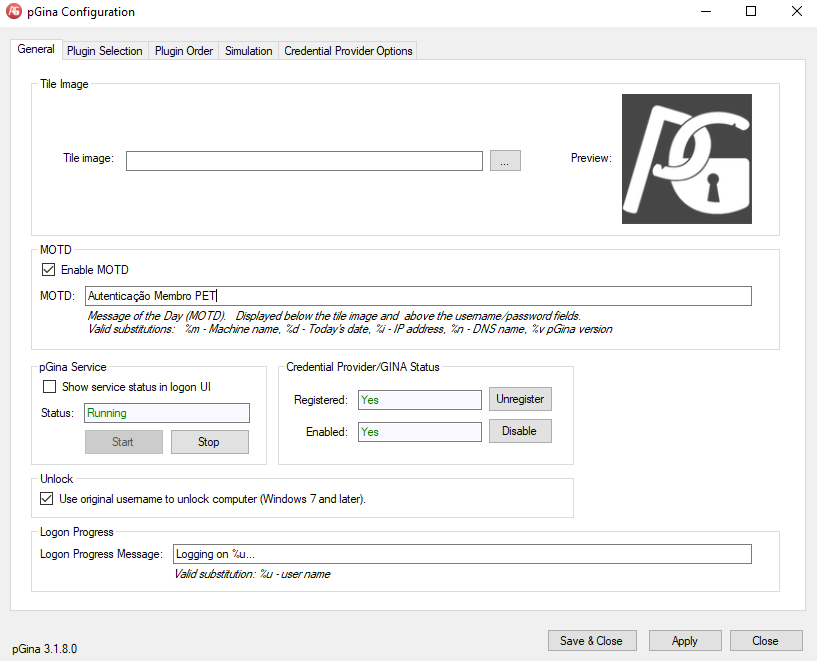 pGina Configuration
General
Plugin Selection
Plugin Order
Simulation
Credential Provider Options
Tile Image
Tile image:
...
Preview:
MOTD
Enable MOTD
MOTD: Autenticação Membro PET
Message of the Day (MOTD). Displayed below the tile image and above the username/password fields.
Valid substitutions: %m - Machine name, %d - Today's date, %i - IP address, %n - DNS name, %v pGina version
pGina Service
Show service status in logon UI
Status: Running
Start
Stop
Credential Provider/GINA Status
Registered: Yes
Unregister
Enabled: Yes
Disable
Unlock
Use original username to unlock computer (Windows 7 and later).
Logon Progress
Logon Progress Message: Logging on %u...
Valid substitution: %u - user name
pGina 3.1.8.0
Save & Close
Apply
Close